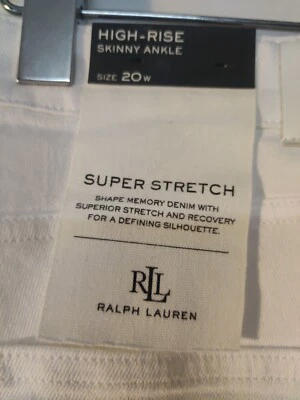 HIGH-RISE
SKINNY ANKLE
SIZE 20W
SUPER STRETCH
SHAPE MEMORY DENIM WITH
SUPERIOR STRETCH AND RECOVERY
FOR A DEFINING SILHOUETTE.
RLL
RALPH LAUREN